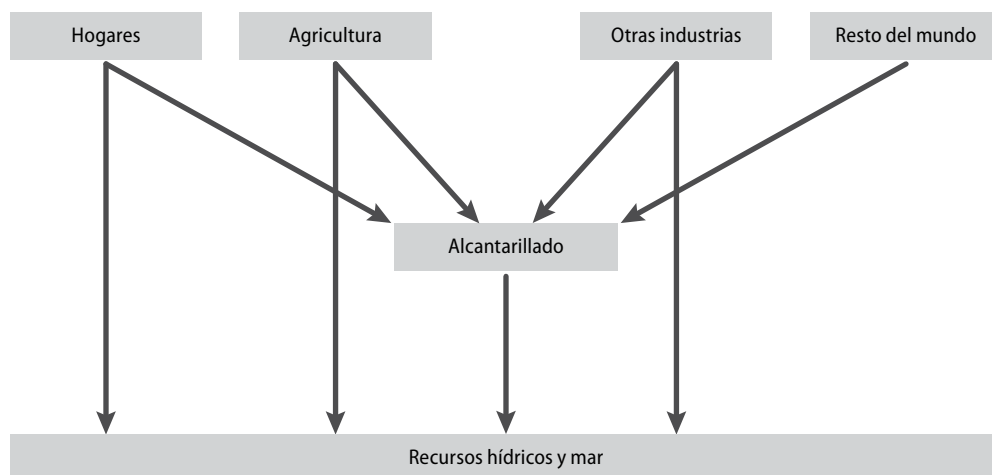 Hogares
Agricultura
Otras industrias
Resto del mundo
Alcantarillado
Recursos hídricos y mar